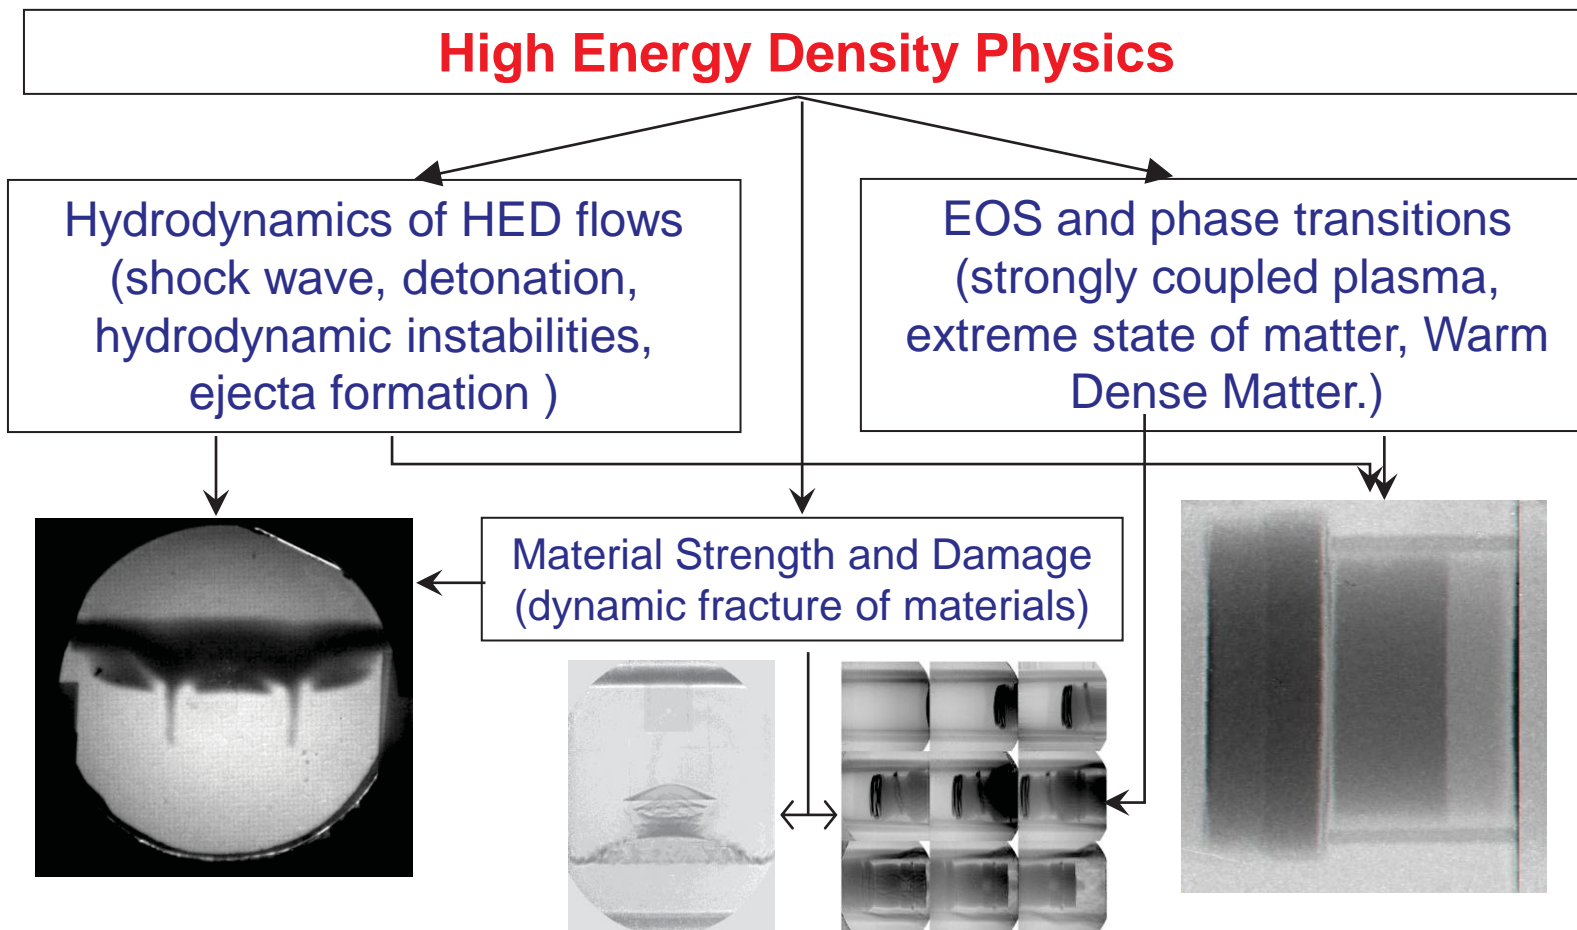 High Energy Density Physics
Hydrodynamics of HED flows
(shock wave, detonation,
hydrodynamic instabilities,
ejecta formation )
EOS and phase transitions
(strongly coupled plasma,
extreme state of matter, Warm
Dense Matter.)
Material Strength and Damage
(dynamic fracture of materials)